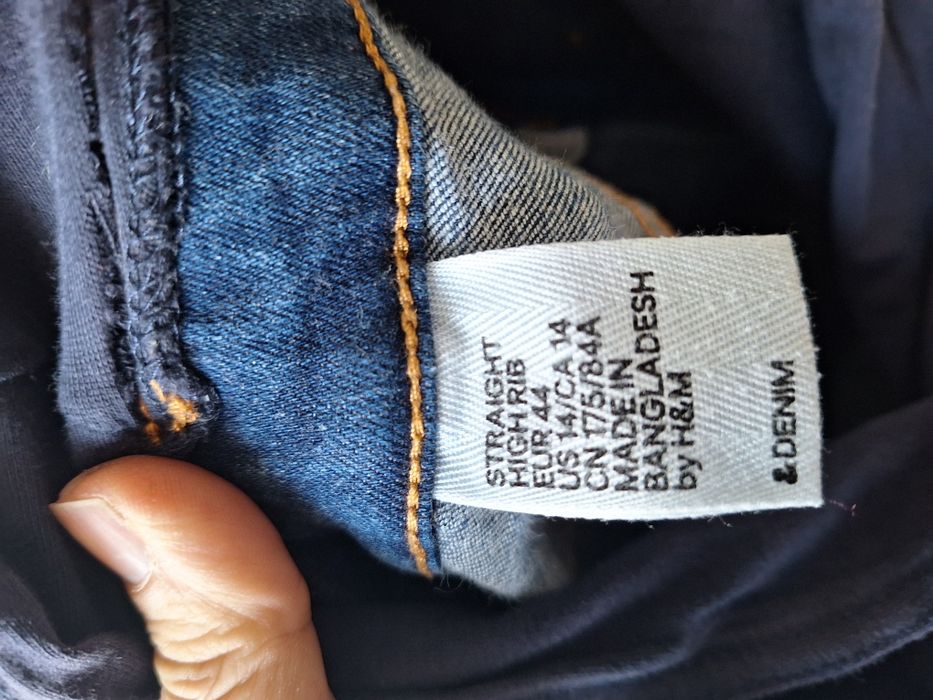 STRAIGHT
HIGH RIB
EUR 44
US 14/CA 14
CN 175/84A
MADE IN
BANGLADESH
by H&M
&DENIM